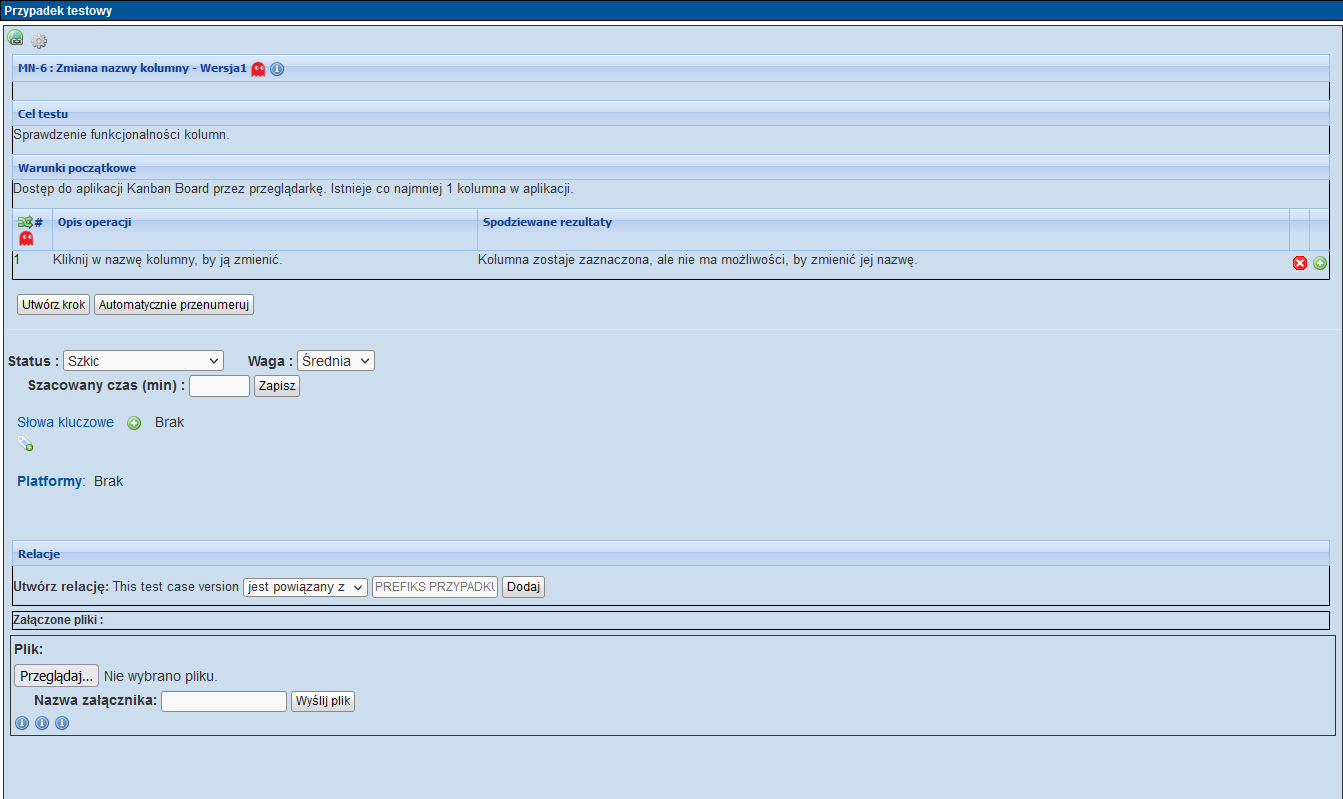 Przypadek testowy
MN-6 : Zmiana nazwy kolumny - Wersja1
Cel testu
Sprawdzenie funkcjonalności kolumn.
Warunki początkowe
Dostęp do aplikacji Kanban Board przez przeglądarkę. Istnieje co najmniej 1 kolumna w aplikacji.
# Opis operacji Spodziewane rezultaty
1 Kliknij w nazwę kolumny, by ją zmienić. Kolumna zostaje zaznaczona, ale nie ma możliwości, by zmienić jej nazwę.
Utwórz krok Automatycznie przenumeruj
Status : Szkic Waga : Średnia
Szacowany czas (min) : Zapisz
Słowa kluczowe Brak
Platformy: Brak
Relacje
Utwórz relację: This test case version jest powiązany z PREFIKS PRZYPADKU Dodaj
Załączone pliki :
Plik:
Przeglądaj... Nie wybrano pliku.
Nazwa załącznika: Wyślij plik